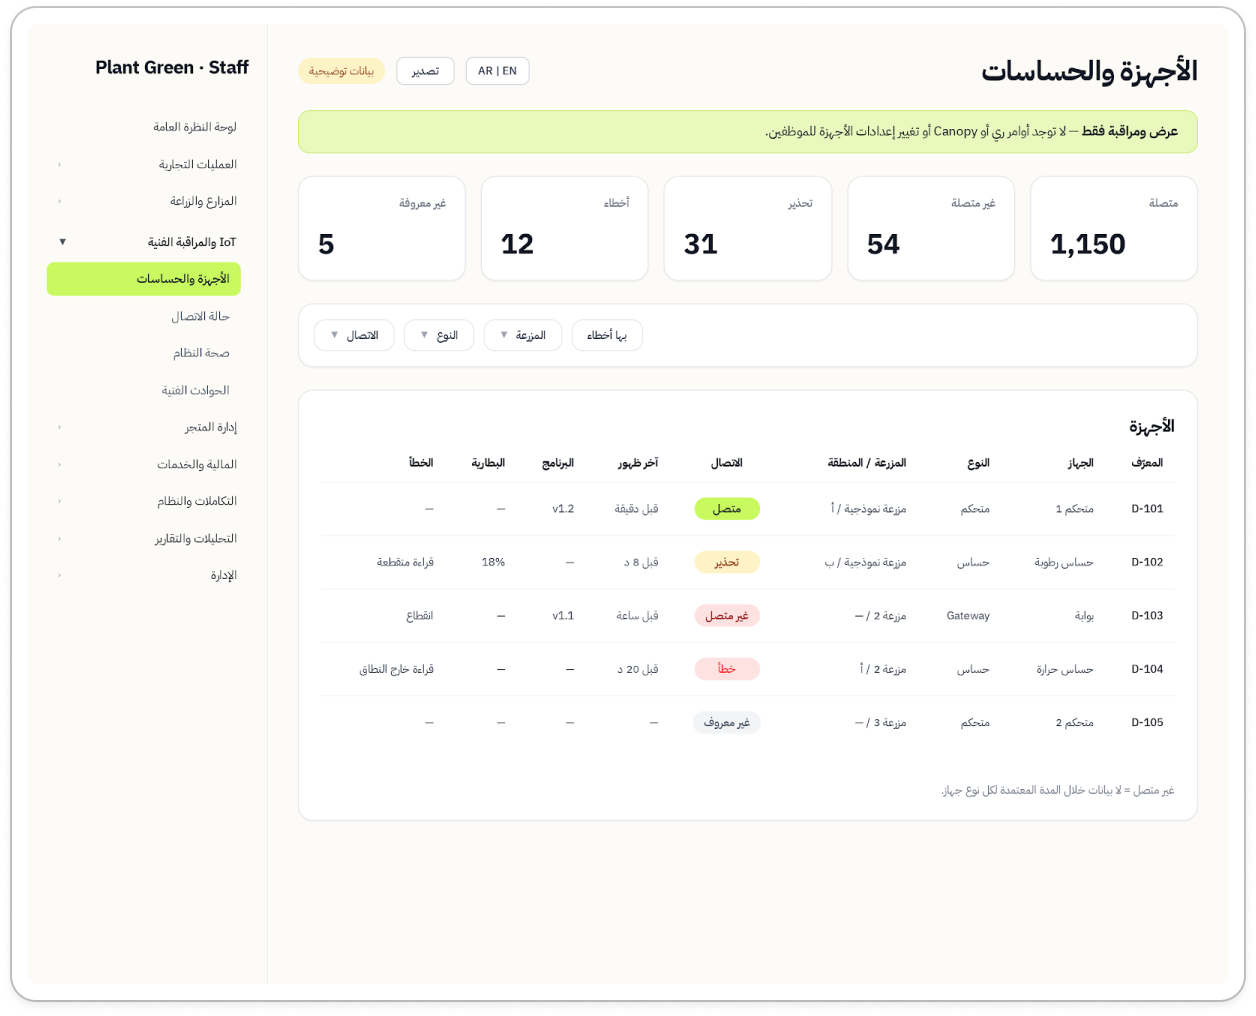 Plant Green · Staff
لوحة النظرة العامة
العمليات التجارية
المزارع والزراعة
IoT والمراقبة الفنية
الأجهزة والحساسات
حالة الاتصال
صحة النظام
الحوادث الفنية
إدارة المتجر
المالية والخدمات
التكاملات والنظام
التحليلات والتقارير
الإدارة
الأجهزة والحساسات
AR | EN
تصدير
بيانات توضيحية
عرض ومراقبة فقط — لا توجد أوامر ري أو Canopy أو تغيير إعدادات الأجهزة للموظفين.
متصلة
1,150
غير متصلة
54
تحذير
31
أخطاء
12
غير معروفة
5
بها أخطاء
المزرعة ▼
النوع ▼
الاتصال ▼
الأجهزة
المعرّف الجهاز النوع المزرعة / المنطقة الاتصال آخر ظهور البرنامج البطارية الخطأ
D-101 متحكم 1 متحكم مزرعة نموذجية / أ متصل قبل دقيقة v1.2 — —
D-102 حساس رطوبة حساس مزرعة نموذجية / ب تحذير قبل 8 د — 18% قراءة متقطعة
D-103 بوابة Gateway مزرعة 2 / — غير متصل قبل ساعة v1.1 — انقطاع
D-104 حساس حرارة حساس مزرعة 2 / أ خطأ قبل 20 د — — قراءة خارج النطاق
D-105 متحكم 2 متحكم مزرعة 3 / — غير معروف — — — —
غير متصل = لا بيانات خلال المدة المعتمدة لكل نوع جهاز.